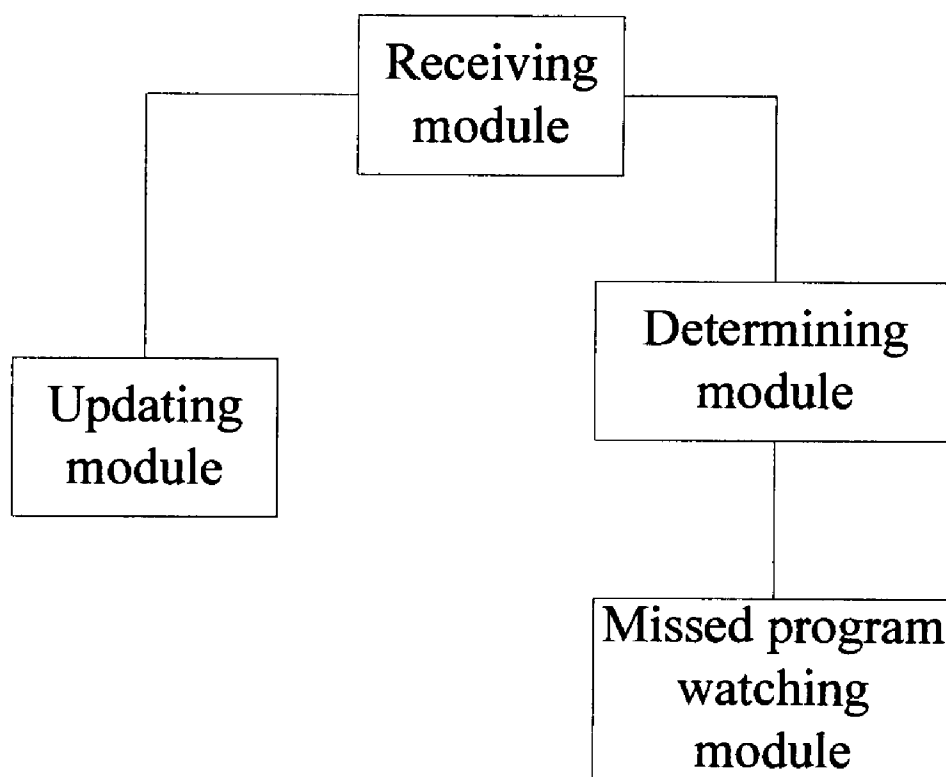 Receiving
module
Determining
module
Updating
module
Missed program
watching
module